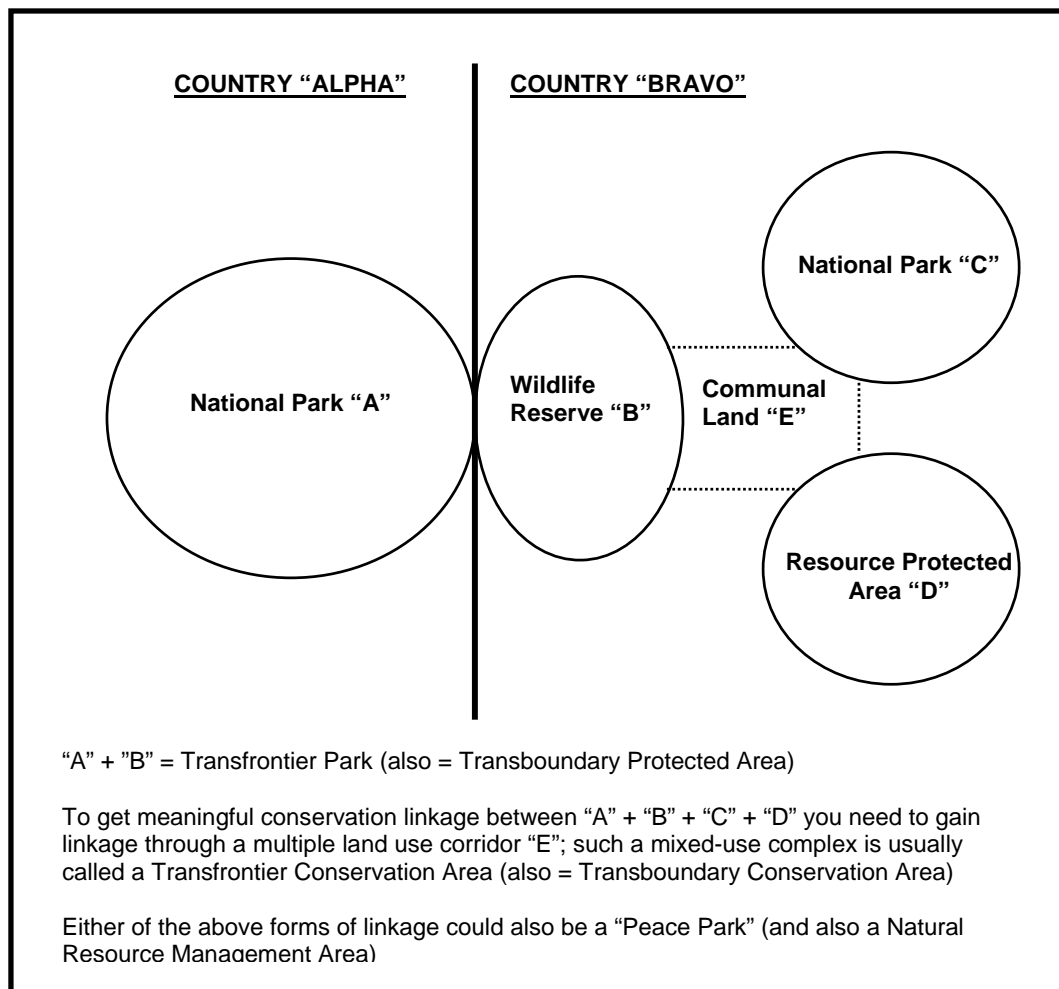 COUNTRY “ALPHA”
COUNTRY “BRAVO”
National Park “C”
National Park “A”
Wildlife
Reserve “B”
Communal
Land “E”
Resource Protected
Area “D”
“A” + ”B” = Transfrontier Park (also = Transboundary Protected Area)
To get meaningful conservation linkage between “A” + “B” + “C” + “D” you need to gain
linkage through a multiple land use corridor “E”; such a mixed-use complex is usually
called a Transfrontier Conservation Area (also = Transboundary Conservation Area)
Either of the above forms of linkage could also be a “Peace Park” (and also a Natural
Resource Management Area)